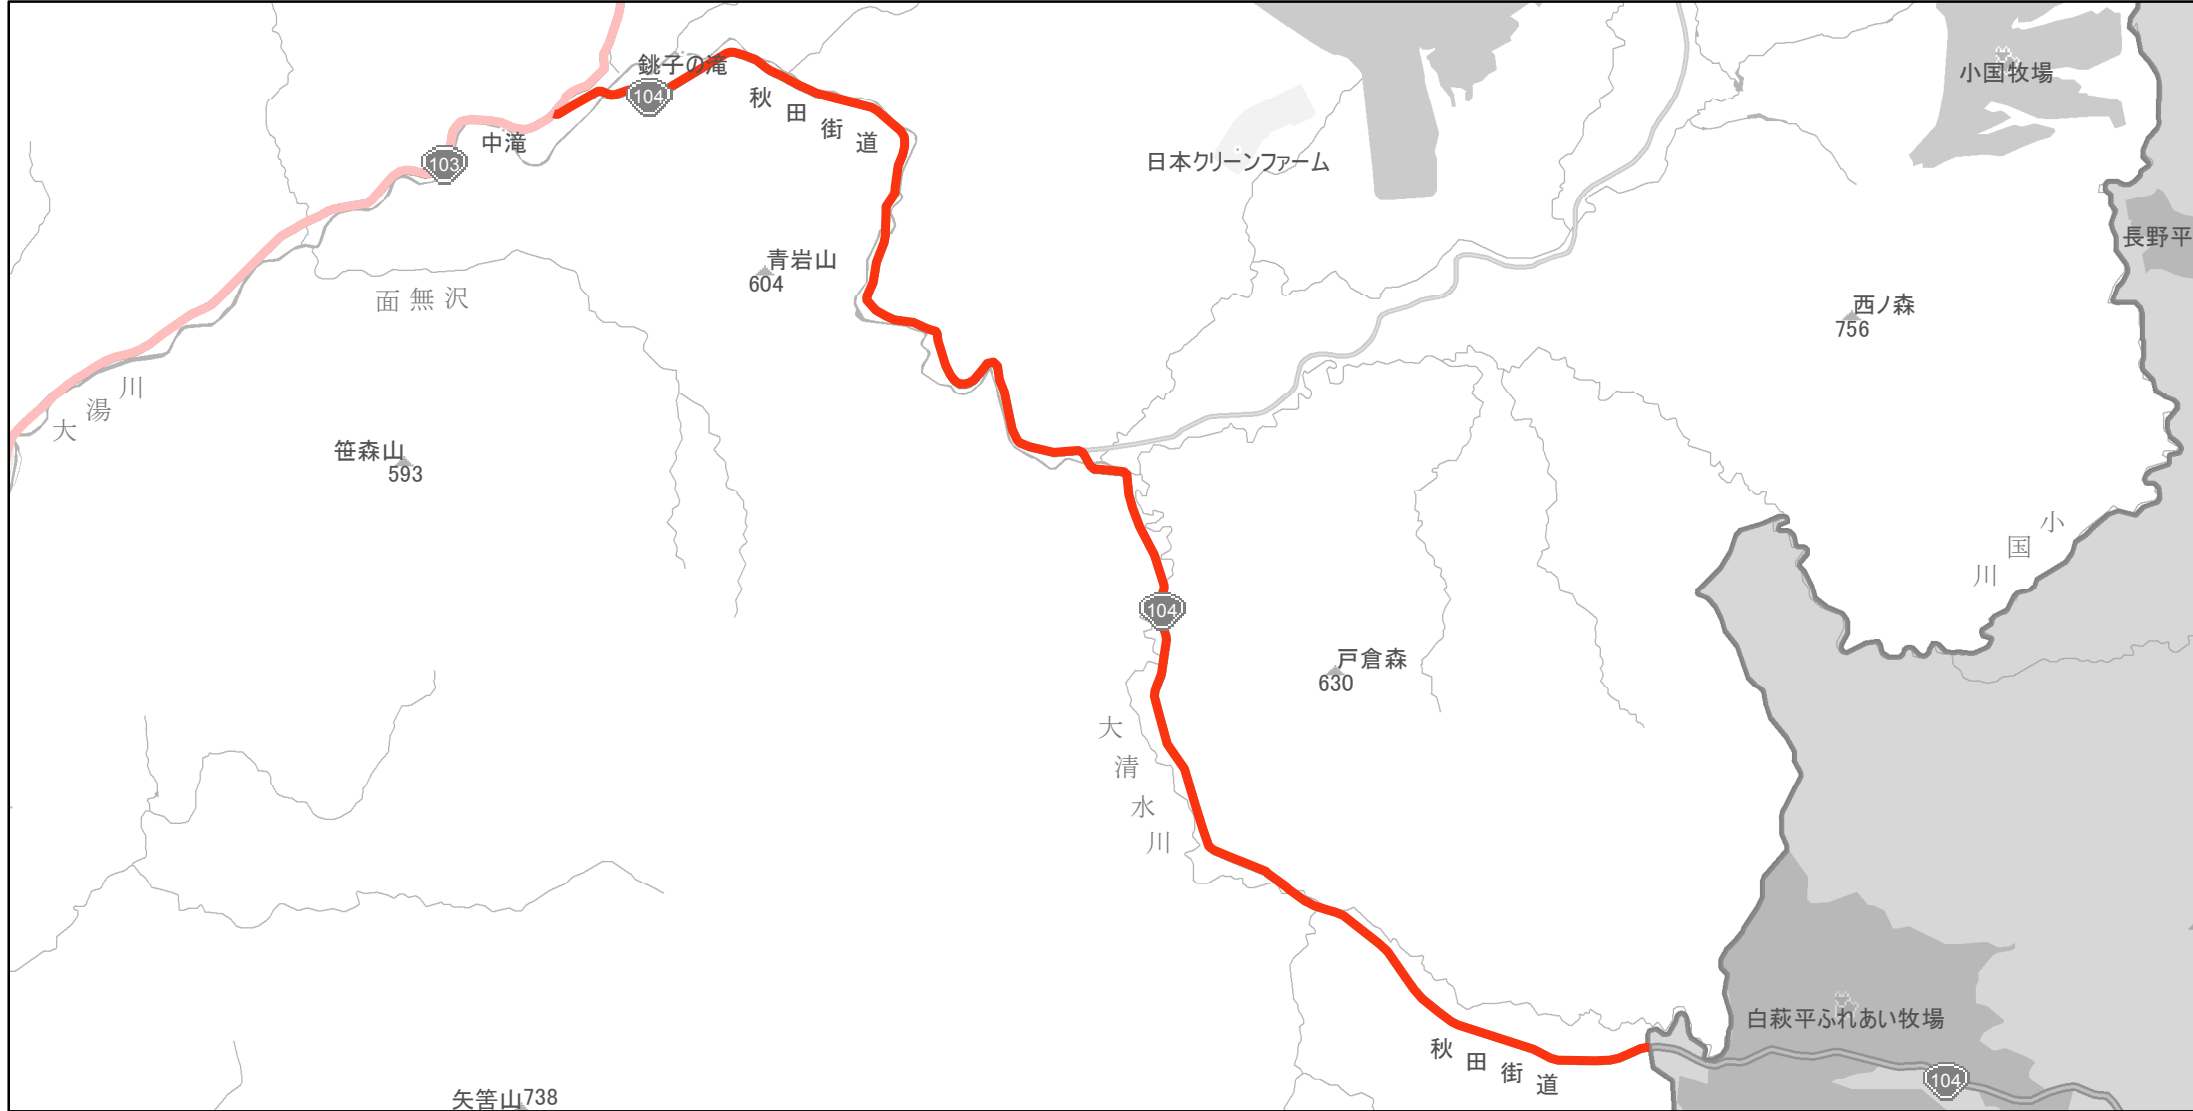 銚子の滝
104
秋田街道
小国牧場
中滝
103
日本クリーンファーム
長野平
青岩山
604
面無沢
西ノ森
756
大湯川
笹森山
593
小国川
104
戸倉森
630
大清水川
白萩平ふれあい牧場
秋田街道
104
矢筈山738